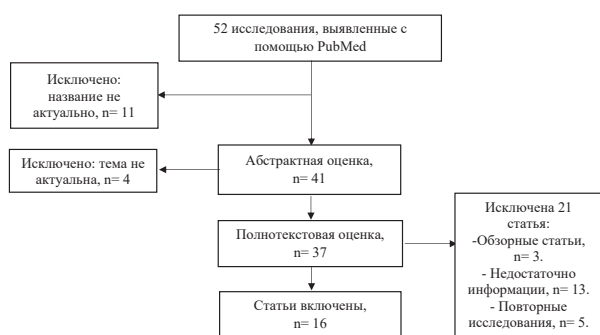 52 исследования, выявленные с
помощью PubMed
Исключено:
название не
актуально, n= 11
Абстрактная оценка,
n= 41
Исключено: тема не
актуальна, n= 4
Полнотекстовая оценка,
n= 37
Исключена 21
статья:
-Обзорные статьи,
n= 3.
- Недостаточно
информации, n= 13.
- Повторные
исследования, n= 5.
Статьи включены,
n= 16